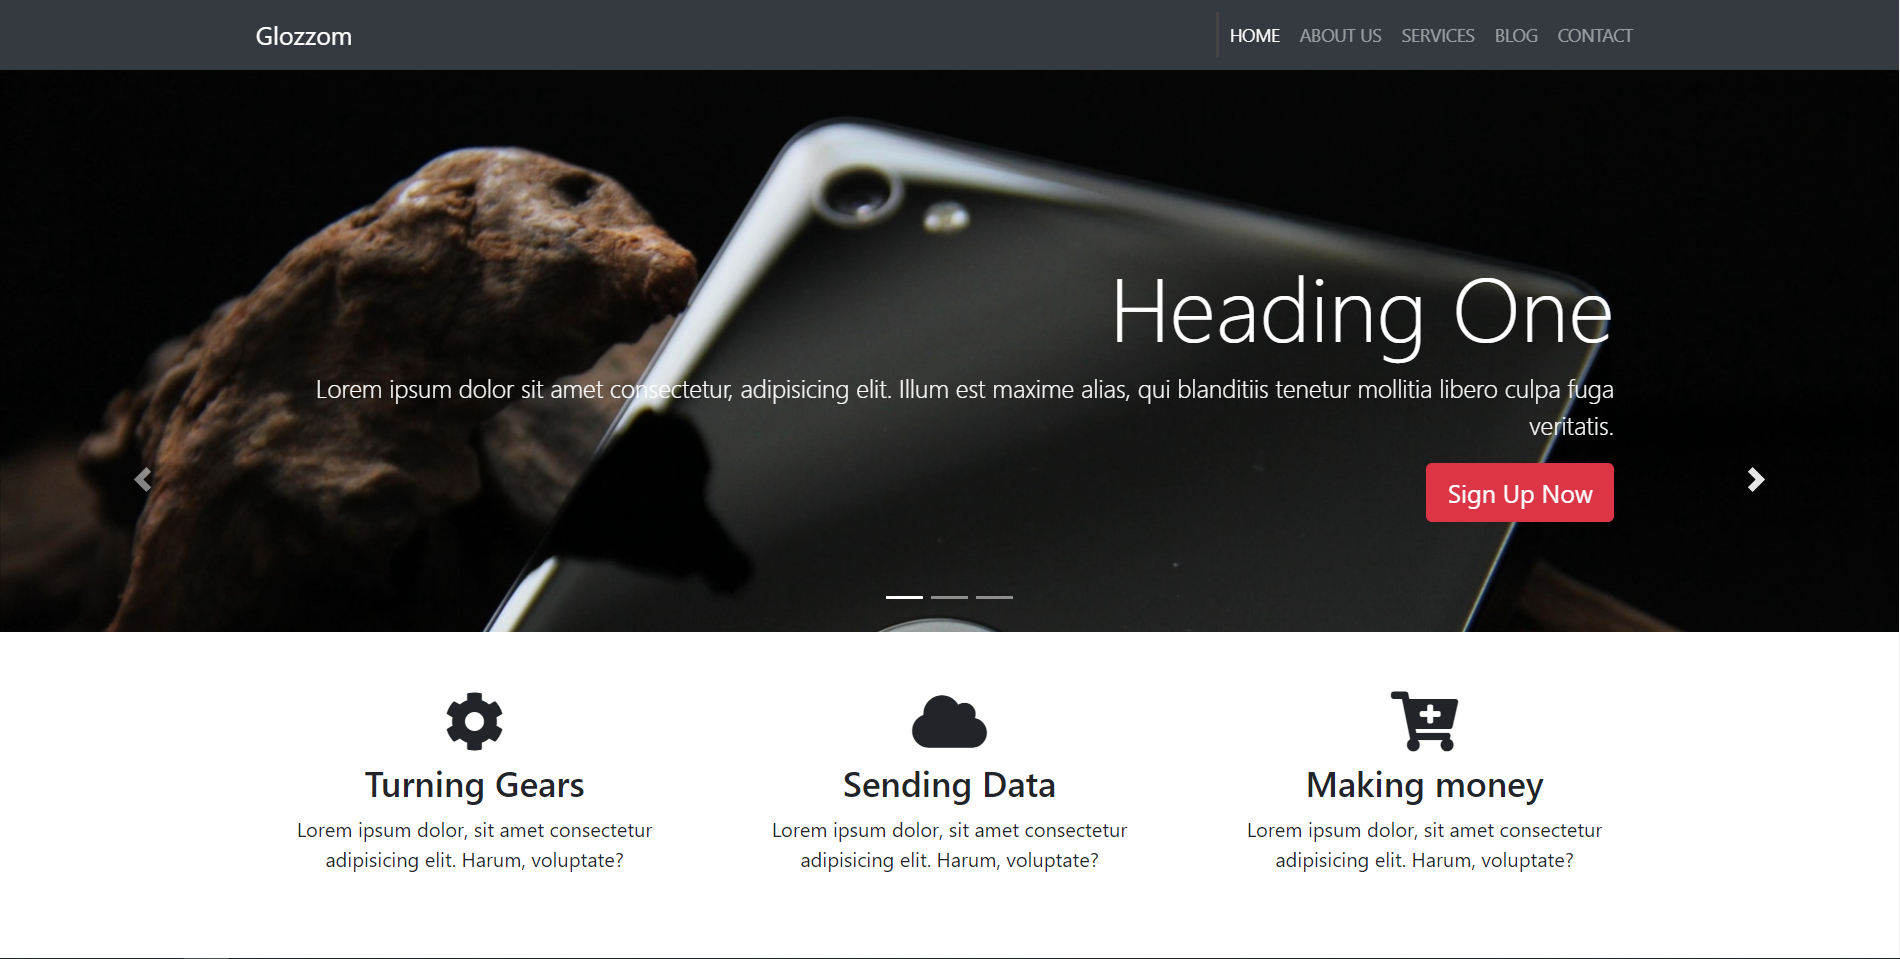 Glozzom
HOME ABOUT US SERVICES BLOG CONTACT
Heading One
Lorem ipsum dolor sit amet consectetur, adipisicing elit. Illum est maxime alias, qui blanditiis tenetur mollitia libero culpa fuga
veritatis.
Sign Up Now
Turning Gears
Lorem ipsum dolor, sit amet consectetur
adipisicing elit. Harum, voluptate?
Sending Data
Lorem ipsum dolor, sit amet consectetur
adipisicing elit. Harum, voluptate?
Making money
Lorem ipsum dolor, sit amet consectetur
adipisicing elit. Harum, voluptate?